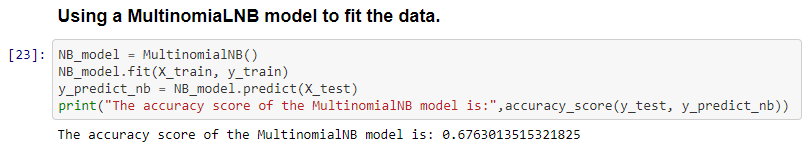 Using a MultinomiaLNB model to fit the data.
[23]: NB_model = MultinomialNB()
NB_model.fit(X_train, y_train)
y_predict_nb = NB_model.predict(X_test)
print("The accuracy score of the MultinomialNB model is:",accuracy_score(y_test, y_predict_nb))
The accuracy score of the MultinomialNB model is: 0.6763013515321825